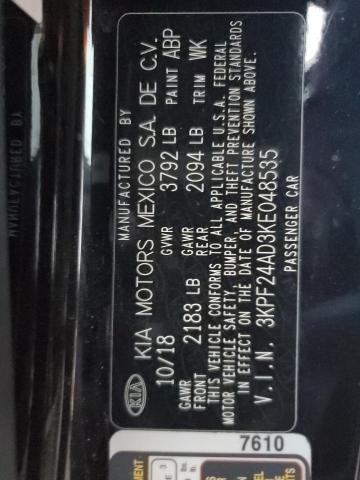 MANUFACTURED BY
KIA KIA MOTORS MEXICO S.A. DE C.V.
10/18 GVWR 3792 LB PAINT ABP
GAWR FRONT 2183 LB GAWR REAR 2094 LB TRIM WK
THIS VEHICLE CONFORMS TO ALL APPLICABLE U.S.A. FEDERAL
MOTOR VEHICLE SAFETY, BUMPER, AND THEFT PREVENTION STANDARDS
IN EFFECT ON THE DATE OF MANUFACTURE SHOWN ABOVE.
V.I.N. 3KPF24AD3KE048535
PASSENGER CAR
7610